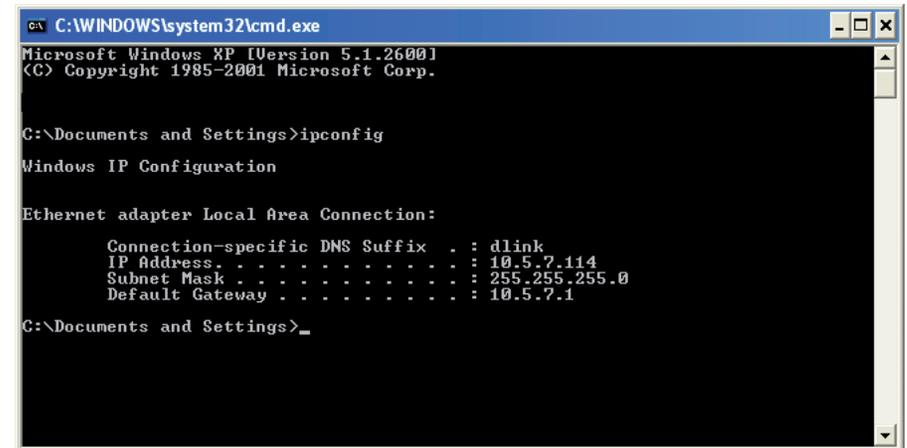 C:\WINDOWS\system32\cmd.exe
Microsoft Windows XP [Version 5.1.2600]
(C) Copyright 1985-2001 Microsoft Corp.
C:\Documents and Settings>ipconfig
Windows IP Configuration
Ethernet adapter Local Area Connection:
Connection-specific DNS Suffix . : dlink
IP Address. . . . . . . . . . . . : 10.5.7.114
Subnet Mask . . . . . . . . . . . : 255.255.255.0
Default Gateway . . . . . . . . . : 10.5.7.1
C:\Documents and Settings>_